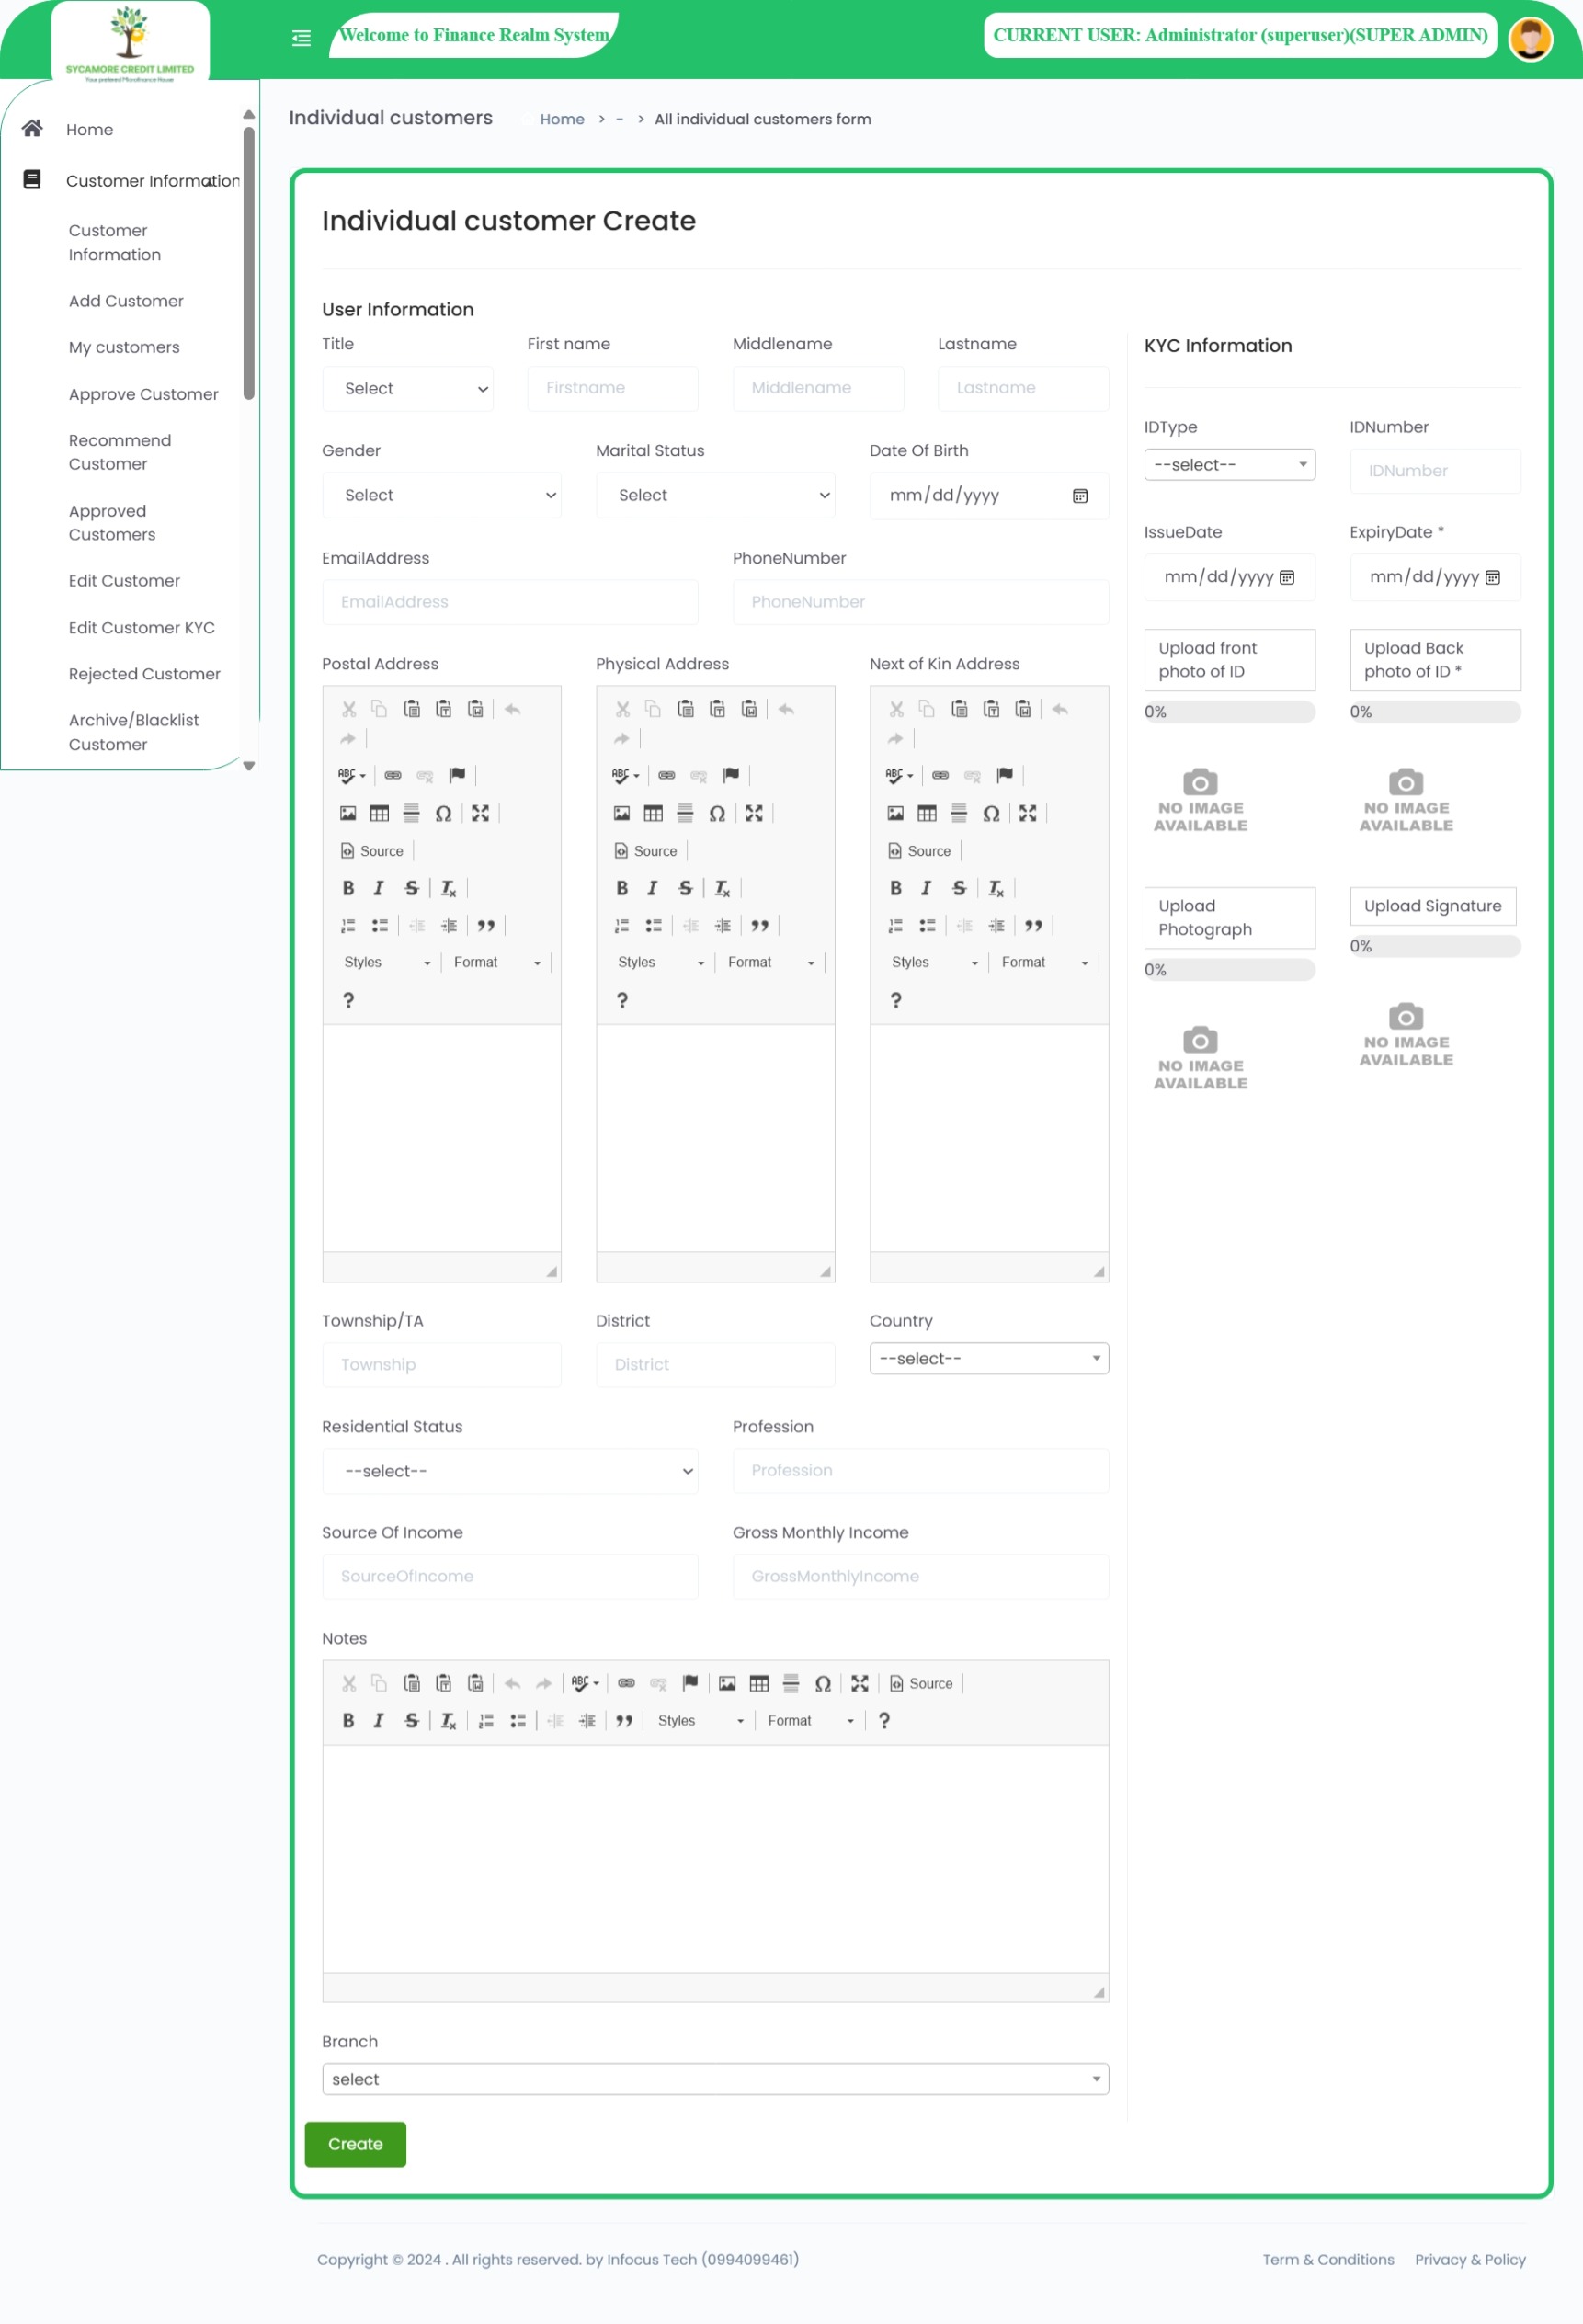 SYCAMORE CREDIT LIMITED
Your preferred Microfinance House
Welcome to Finance Realm System
CURRENT USER: Administrator (superuser)(SUPER ADMIN)
Home
Customer Information
Customer
Information
Add Customer
My customers
Approve Customer
Recommend
Customer
Approved
Customers
Edit Customer
Edit Customer KYC
Rejected Customer
Archive/Blacklist
Customer
Individual customers
Home > - > All individual customers form
Individual customer Create
User Information
Title First name Middlename Lastname
Select Firstname Middlename Lastname
Gender Marital Status Date Of Birth
Select Select mm/dd/yyyy
EmailAddress PhoneNumber
EmailAddress PhoneNumber
Postal Address Physical Address Next of Kin Address
ABC ABC ABC
Source Source Source
B I S Tx B I S Tx B I S Tx
Styles Format Styles Format Styles Format
? ? ?
Township/TA District Country
Township District --select--
Residential Status Profession
--select-- Profession
Source Of Income Gross Monthly Income
SourceOfIncome GrossMonthlyIncome
Notes
ABC Ω Source
B I S Tx Styles Format ?
Branch
select
Create
KYC Information
IDType IDNumber
--select-- IDNumber
IssueDate ExpiryDate *
mm/dd/yyyy mm/dd/yyyy
Upload front
photo of ID
Upload Back
photo of ID *
0% 0%
NO IMAGE
AVAILABLE
NO IMAGE
AVAILABLE
Upload
Photograph
Upload Signature
0%
0%
NO IMAGE
AVAILABLE
NO IMAGE
AVAILABLE
Copyright © 2024 . All rights reserved. by Infocus Tech (0994099461)
Term & Conditions Privacy & Policy